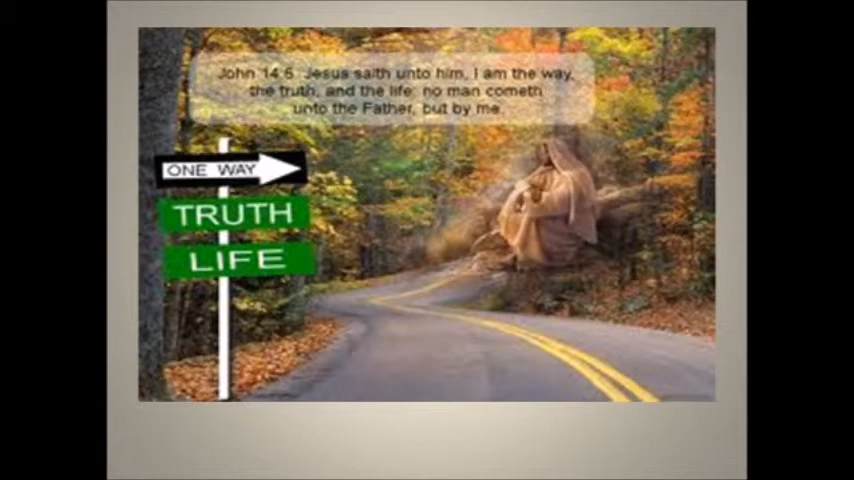 John 14:6 Jesus saith unto him, I am the way,
the truth, and the life: no man cometh
unto the Father, but by me.
ONE WAY
TRUTH
LIFE